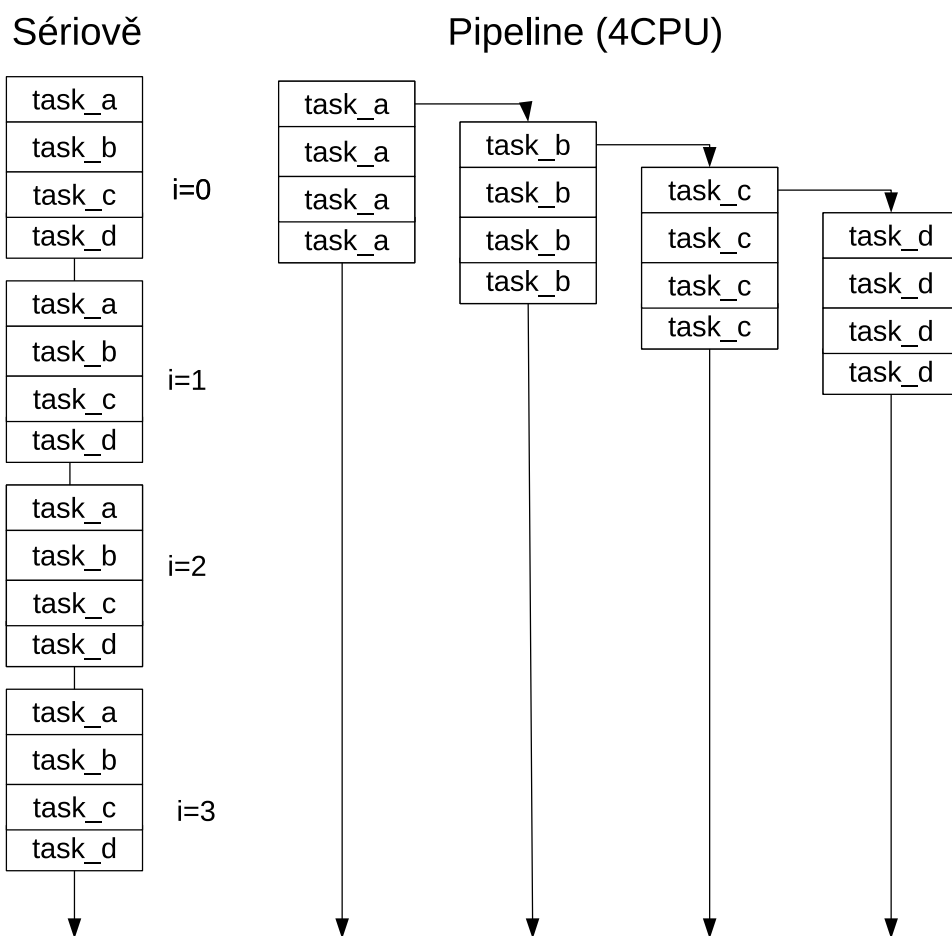 Sériově
task_a
task_b
task_c
task_d
i=0
task_a
task_b
task_c
task_d
i=1
task_a
task_b
task_c
task_d
i=2
task_a
task_b
task_c
task_d
i=3
Pipeline (4CPU)
task_a
task_a
task_a
task_a
task_b
task_b
task_b
task_b
task_c
task_c
task_c
task_c
task_d
task_d
task_d
task_d